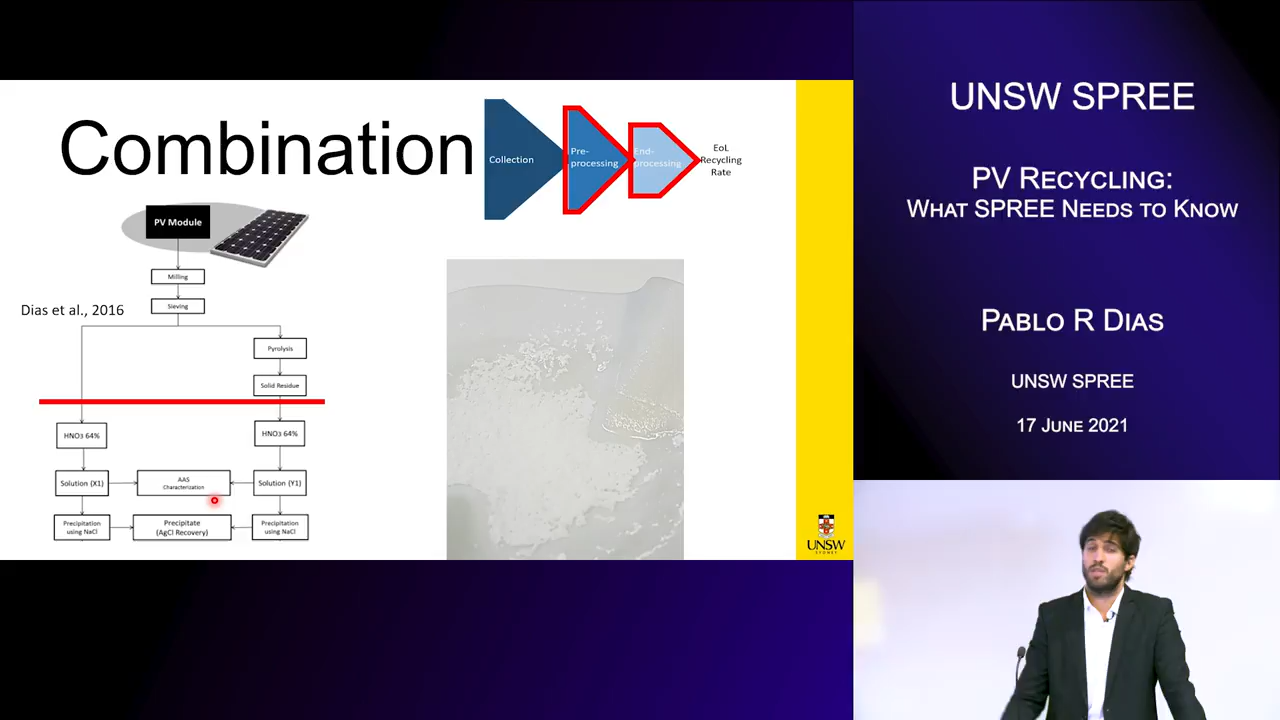 Combination
Collection
Pre-
processing
End-
processing
EoL
Recycling
Rate
PV Module
Milling
Sieving
Dias et al., 2016
Pyrolysis
Solid Residue
HNO3 64%
HNO3 64%
Solution (X1)
AAS
Characterization
Solution (Y1)
Precipitation
using NaCl
Precipitate
(AgCl Recovery)
Precipitation
using NaCl
UNSW
SYDNEY
UNSW SPREE
PV Recycling:
What SPREE Needs to Know
Pablo R Dias
UNSW SPREE
17 June 2021